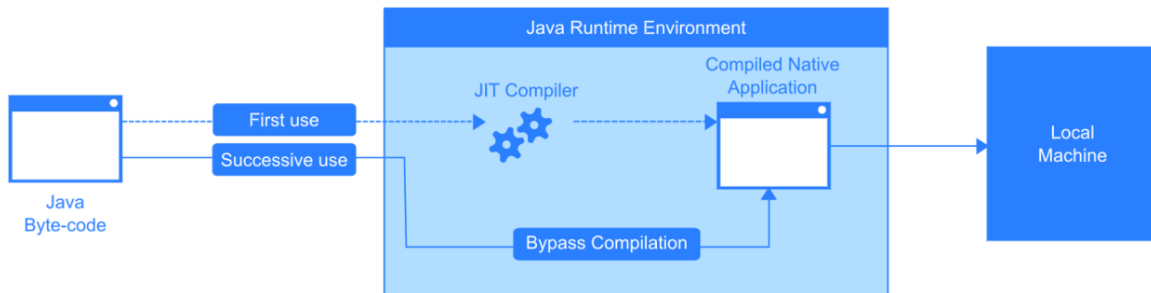 Java Runtime Environment
Compiled Native
Application
JIT Compiler
First use
Successive use
Java
Byte-code
Bypass Compilation
Local
Machine